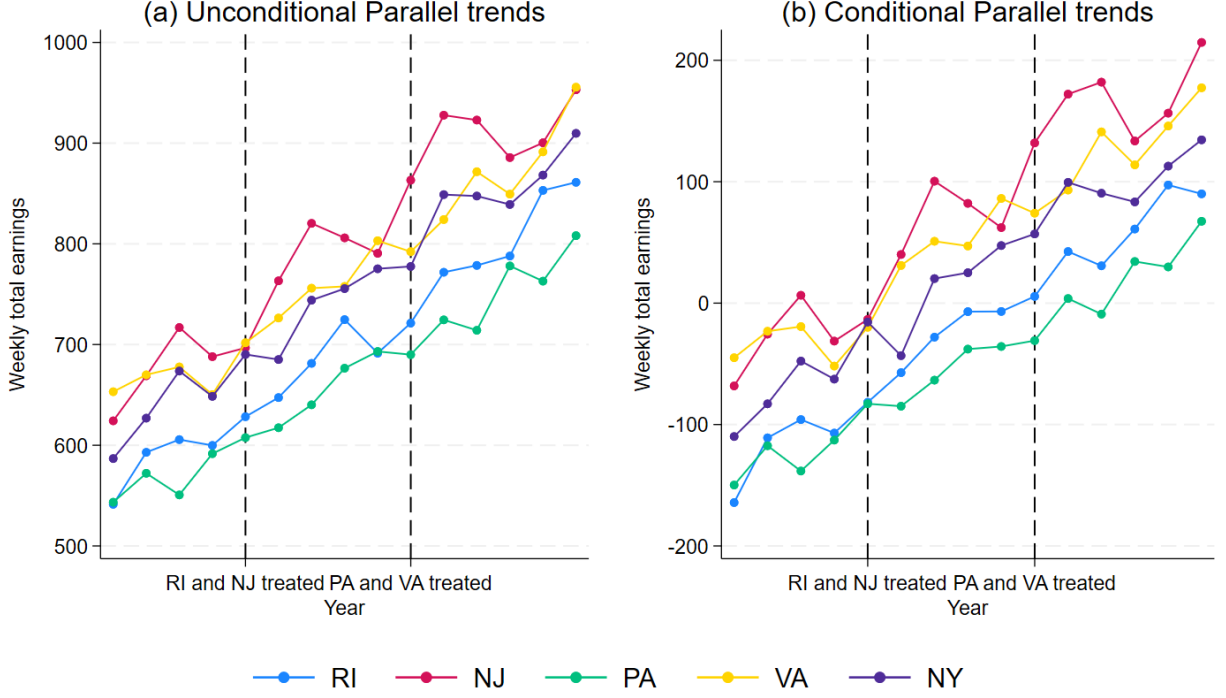 (a) Unconditional Parallel trends
1000
900
800
700
600
500
Weekly total earnings
RI and NJ treated PA and VA treated
Year
(b) Conditional Parallel trends
200
100
0
-100
-200
Weekly total earnings
RI and NJ treated PA and VA treated
Year
RI NJ PA VA NY